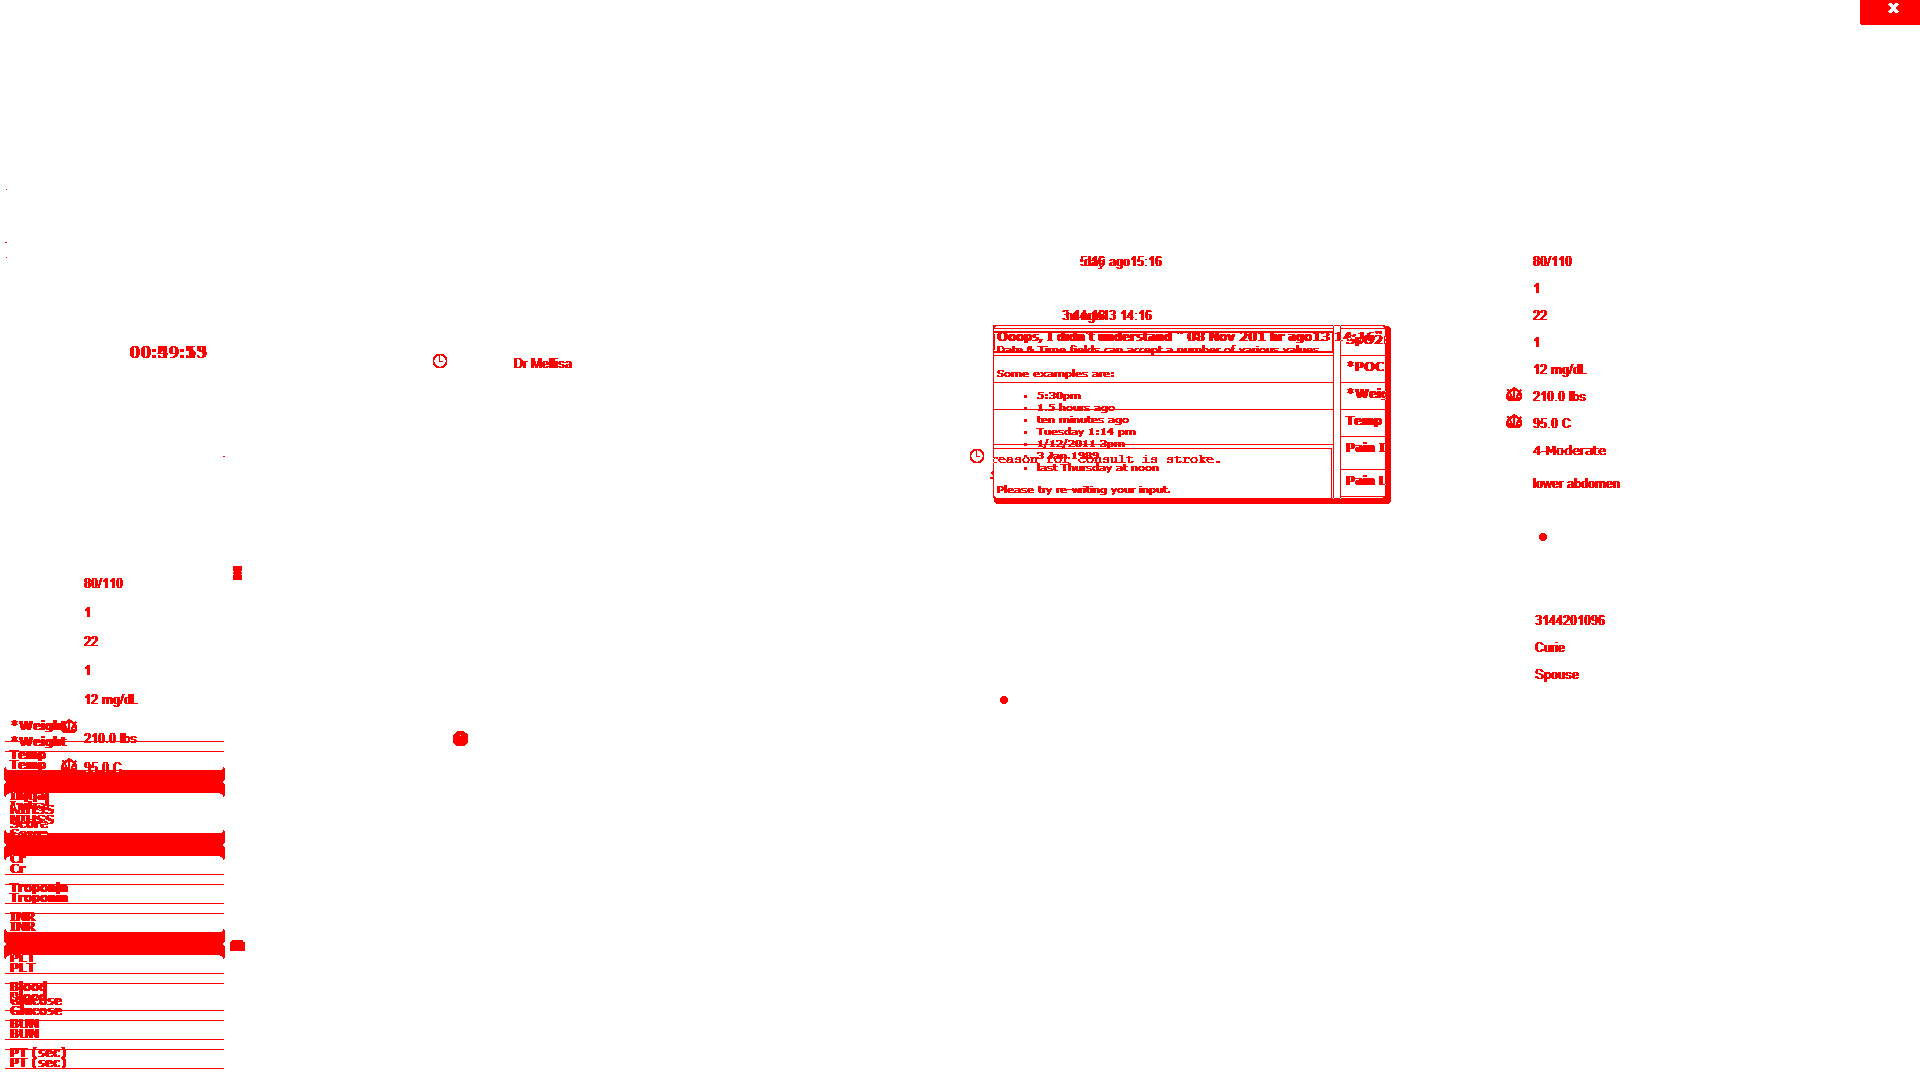 x
ago15:16
80/110
1
14:16
22
Ooops, I didn't understand "08 Nov 201 hr ago13 14:16"
1
Date & Time fields can accept a number of various values.
Dr Mellisa
*POC
12 mg/dL
Some examples are:
• 5:30pm
210.0 lbs
• 1.5 hours ago
• ten minutes ago
Temp
95.0 C
• Tuesday 1:14 pm
• 1/12/2011 3pm
Pain
4-Moderate
• 3 Jan 1989
reason for consult is stroke.
• last Thursday at noon
Pain L
lower abdomen
Please try re-writing your input.
80/110
1
3144201096
22
Curie
1
Spouse
12 mg/dL
*Weight
*Weight
210.0 lbs
Temp
Temp
95.0 C
NIHSS
NIHSS
Score
Cr
Cr
Troponin
Troponin
INR
INR
PLT
PLT
Blood
Blood
Glucose
Glucose
BUN
BUN
PT (sec)
PT (sec)